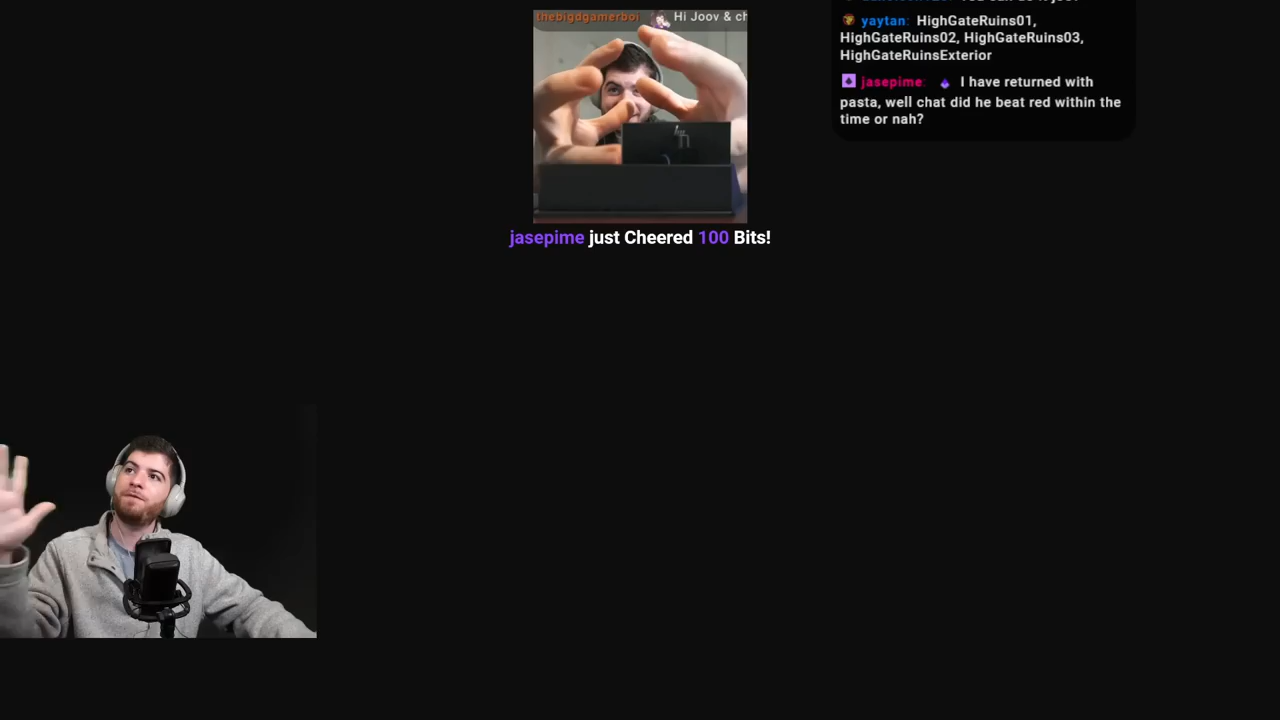 thebigdgamerboi Hi Joov & ch
yaytan: HighGateRuins01,
HighGateRuins02, HighGateRuins03,
HighGateRuinsExterior
jasepime: I have returned with
pasta, well chat did he beat red within the
time or nah?
jasepime just Cheered 100 Bits!